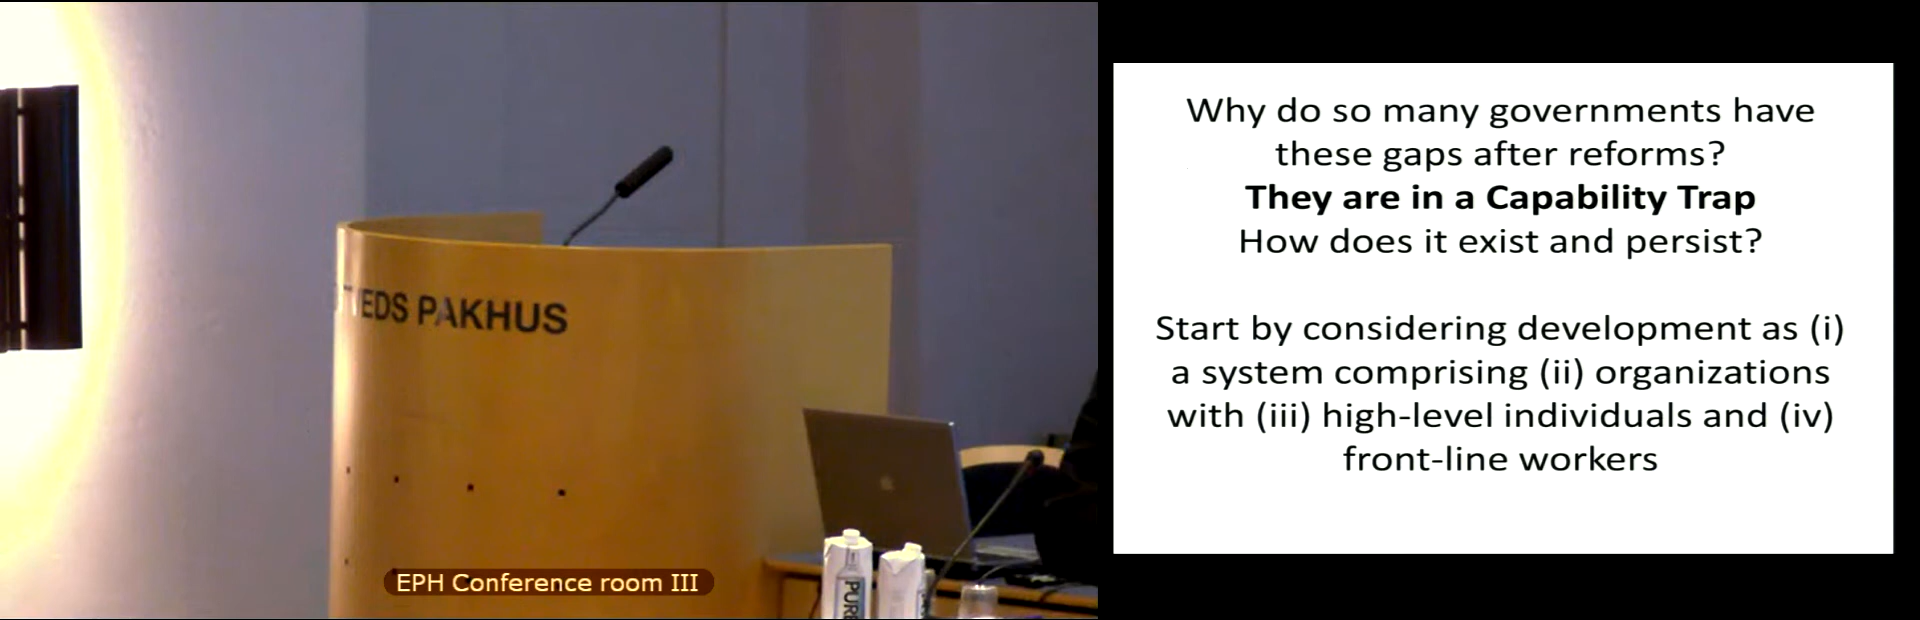 EDS PAKHUS
PURE
EPH Conference room III
Why do so many governments have
these gaps after reforms?
They are in a Capability Trap
How does it exist and persist?
Start by considering development as (i)
a system comprising (ii) organizations
with (iii) high-level individuals and (iv)
front-line workers